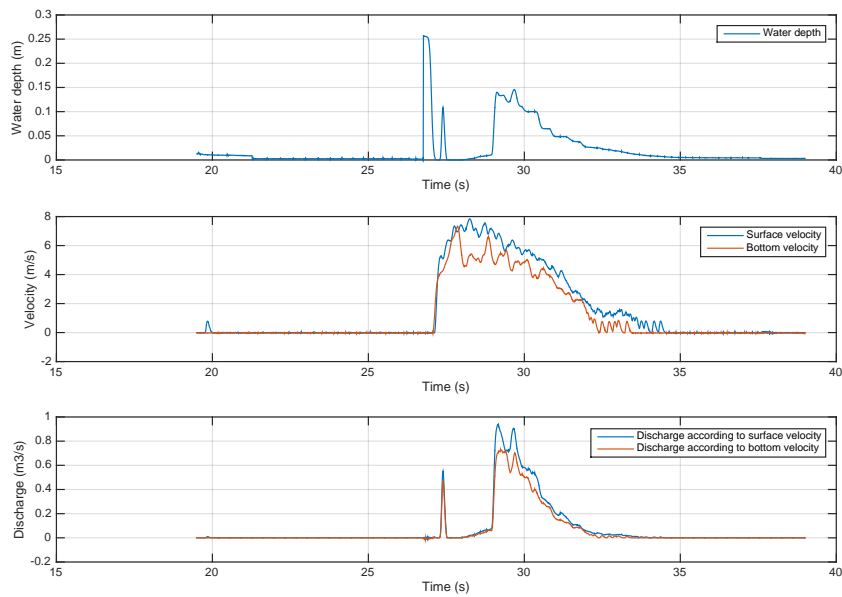 0.3
0.25
0.2
0.15
0.1
0.05
0
Water depth (m)
Water depth
15 20 25 30 35 40
Time (s)
8
6
4
2
0
-2
Velocity (m/s)
Surface velocity
Bottom velocity
15 20 25 30 35 40
Time (s)
1
0.8
0.6
0.4
0.2
0
-0.2
Discharge (m3/s)
Discharge according to surface velocity
Discharge according to bottom velocity
15 20 25 30 35 40
Time (s)